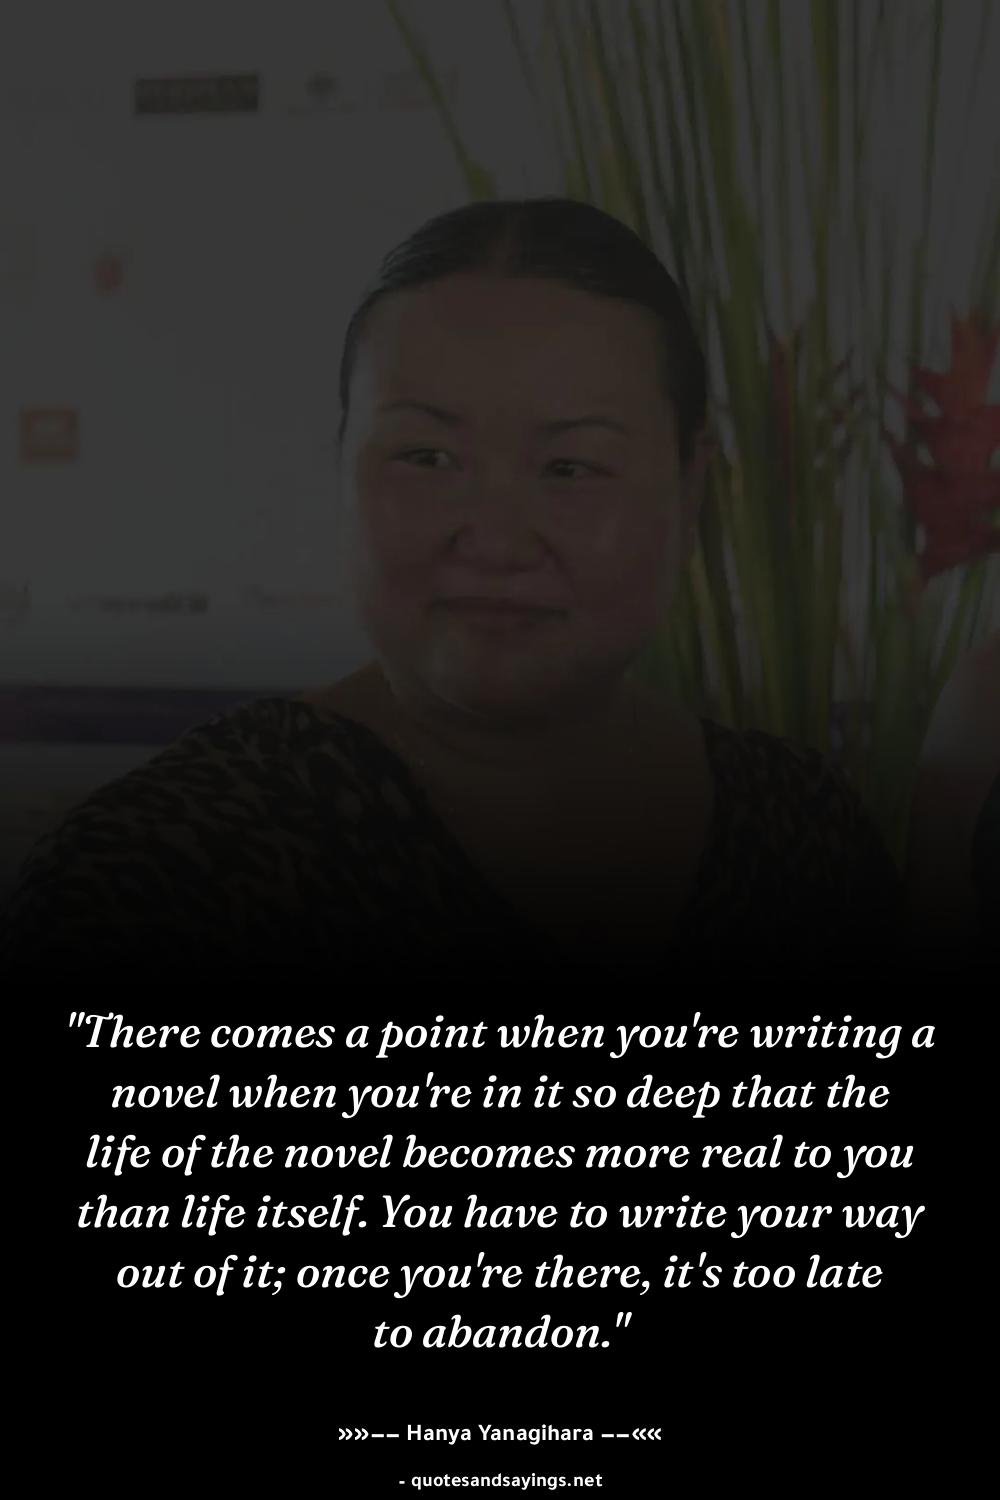 "There comes a point when you're writing a
novel when you're in it so deep that the
life of the novel becomes more real to you
than life itself. You have to write your way
out of it; once you're there, it's too late
to abandon."
»»−− Hanya Yanagihara −−««
- quotesandsayings.net